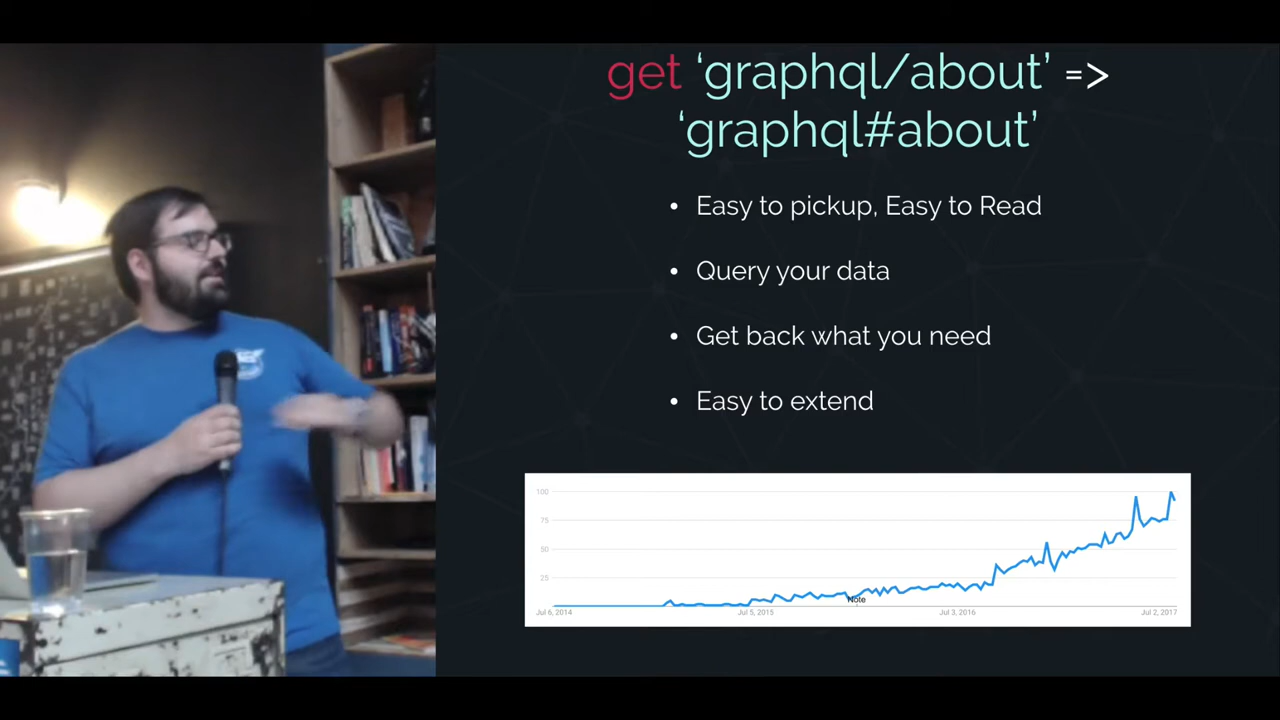 get ‘graphql/about’ =>
‘graphql#about’
• Easy to pickup, Easy to Read
• Query your data
• Get back what you need
• Easy to extend
100
75
50
25
Note
Jul 6, 2014
Jul 5, 2015
Jul 3, 2016
Jul 2, 2017